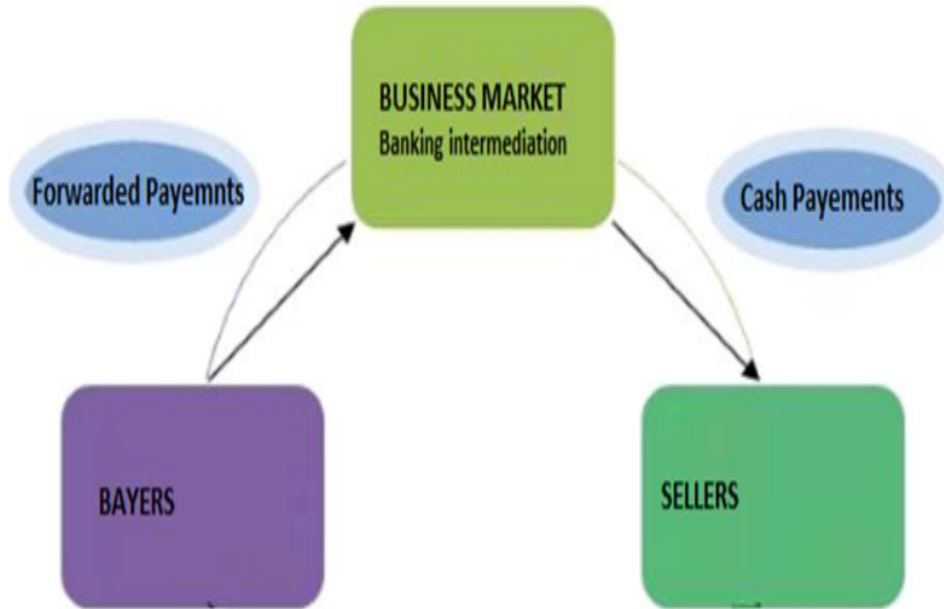 BUSINESS MARKET
Banking intermediation
Forwarded Payemnts
Cash Payements
BAYERS
SELLERS